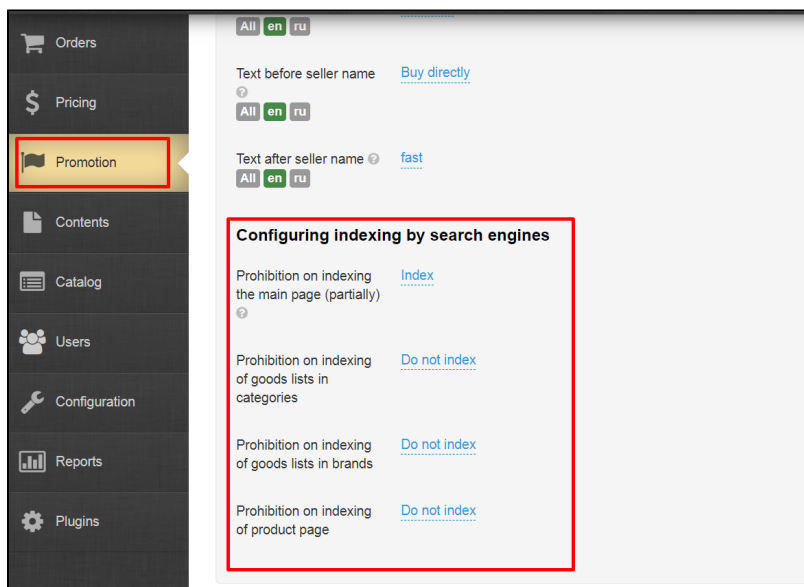 Orders
Pricing
Promotion
Contents
Catalog
Users
Configuration
Reports
Plugins
All en ru
Text before seller name Buy directly
?
All en ru
Text after seller name ? fast
All en ru
Configuring indexing by search engines
Prohibition on indexing Index
the main page (partially)
?
Prohibition on indexing Do not index
of goods lists in
categories
Prohibition on indexing Do not index
of goods lists in brands
Prohibition on indexing Do not index
of product page